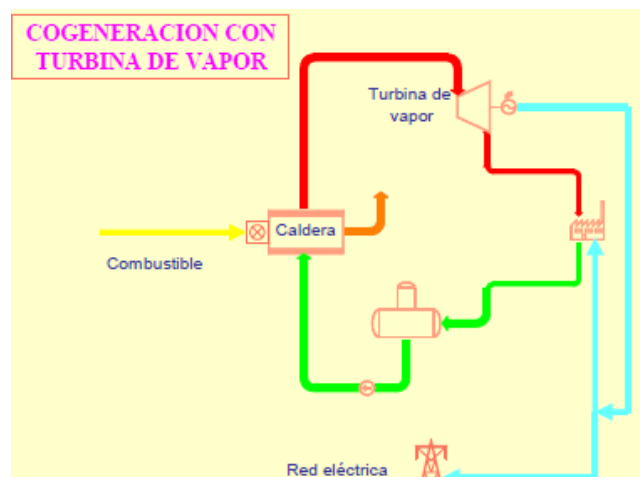 COGENERACION CON
TURBINA DE VAPOR
Turbina de
vapor
Caldera
Combustible
Red eléctrica